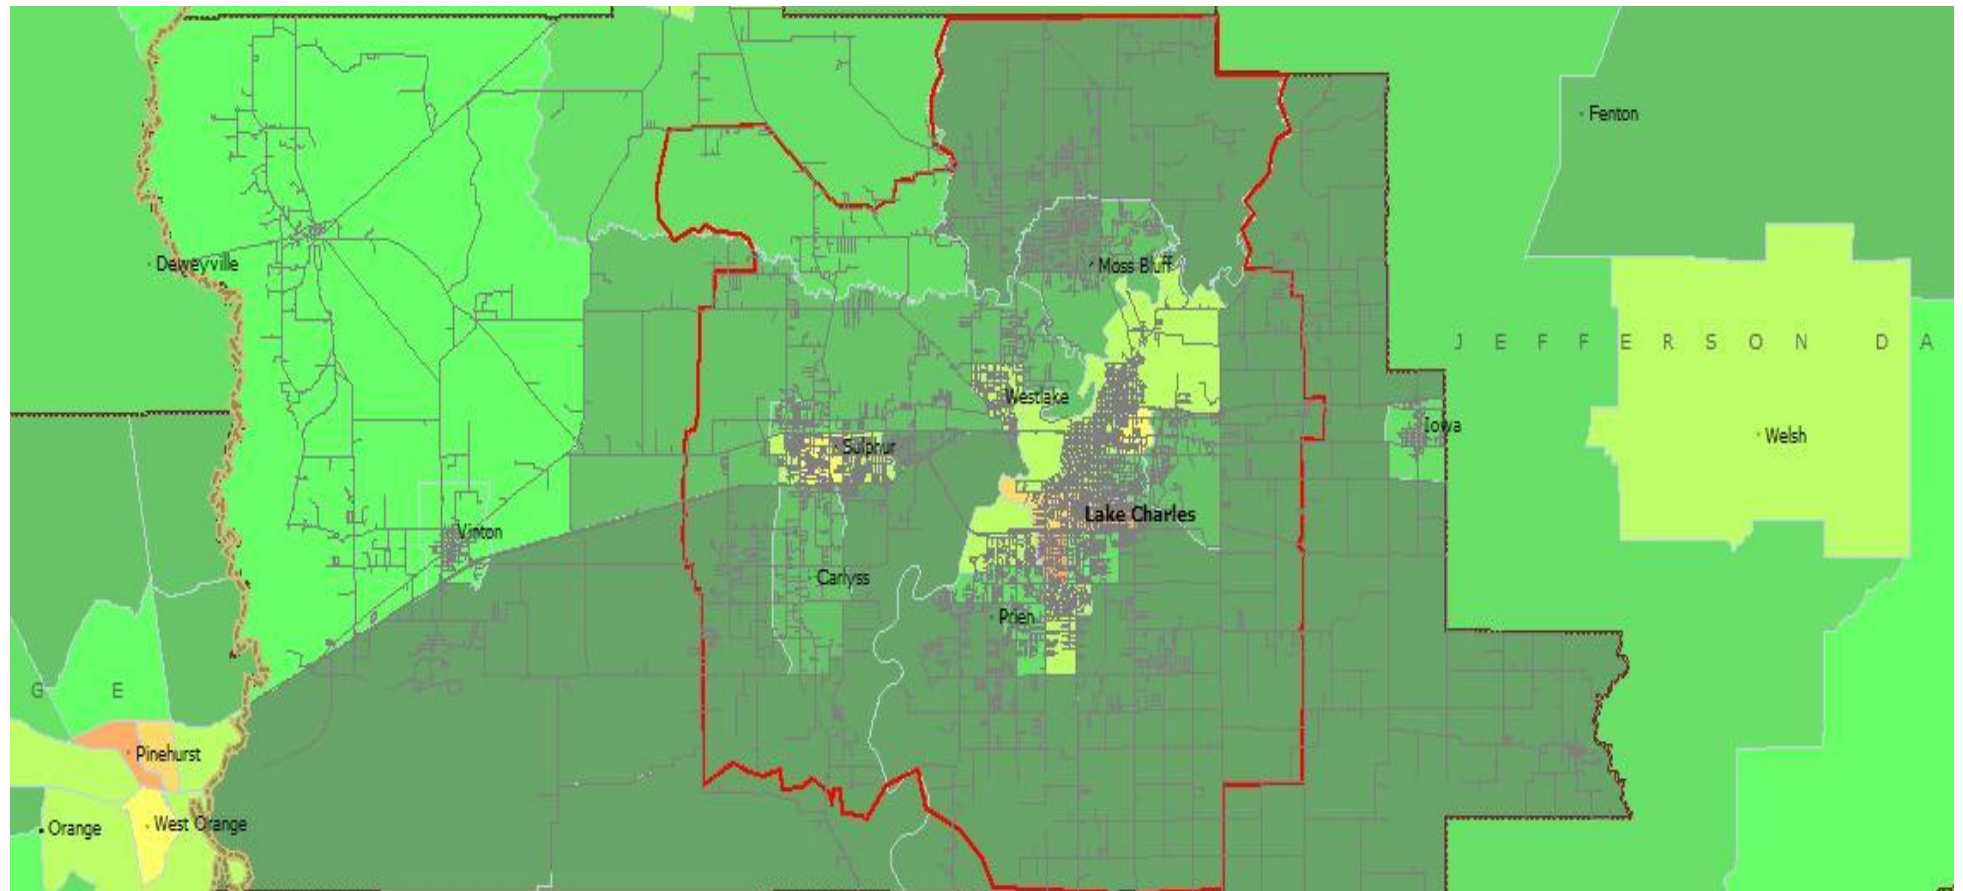 Fenton
Deweyville
Moss Bluff
J E F F E R S O N D A
Westlake
Iowa
Welsh
Sulphur
Lake Charles
Vinton
Carlyss
Prien
G E
Pinehurst
Orange
West Orange